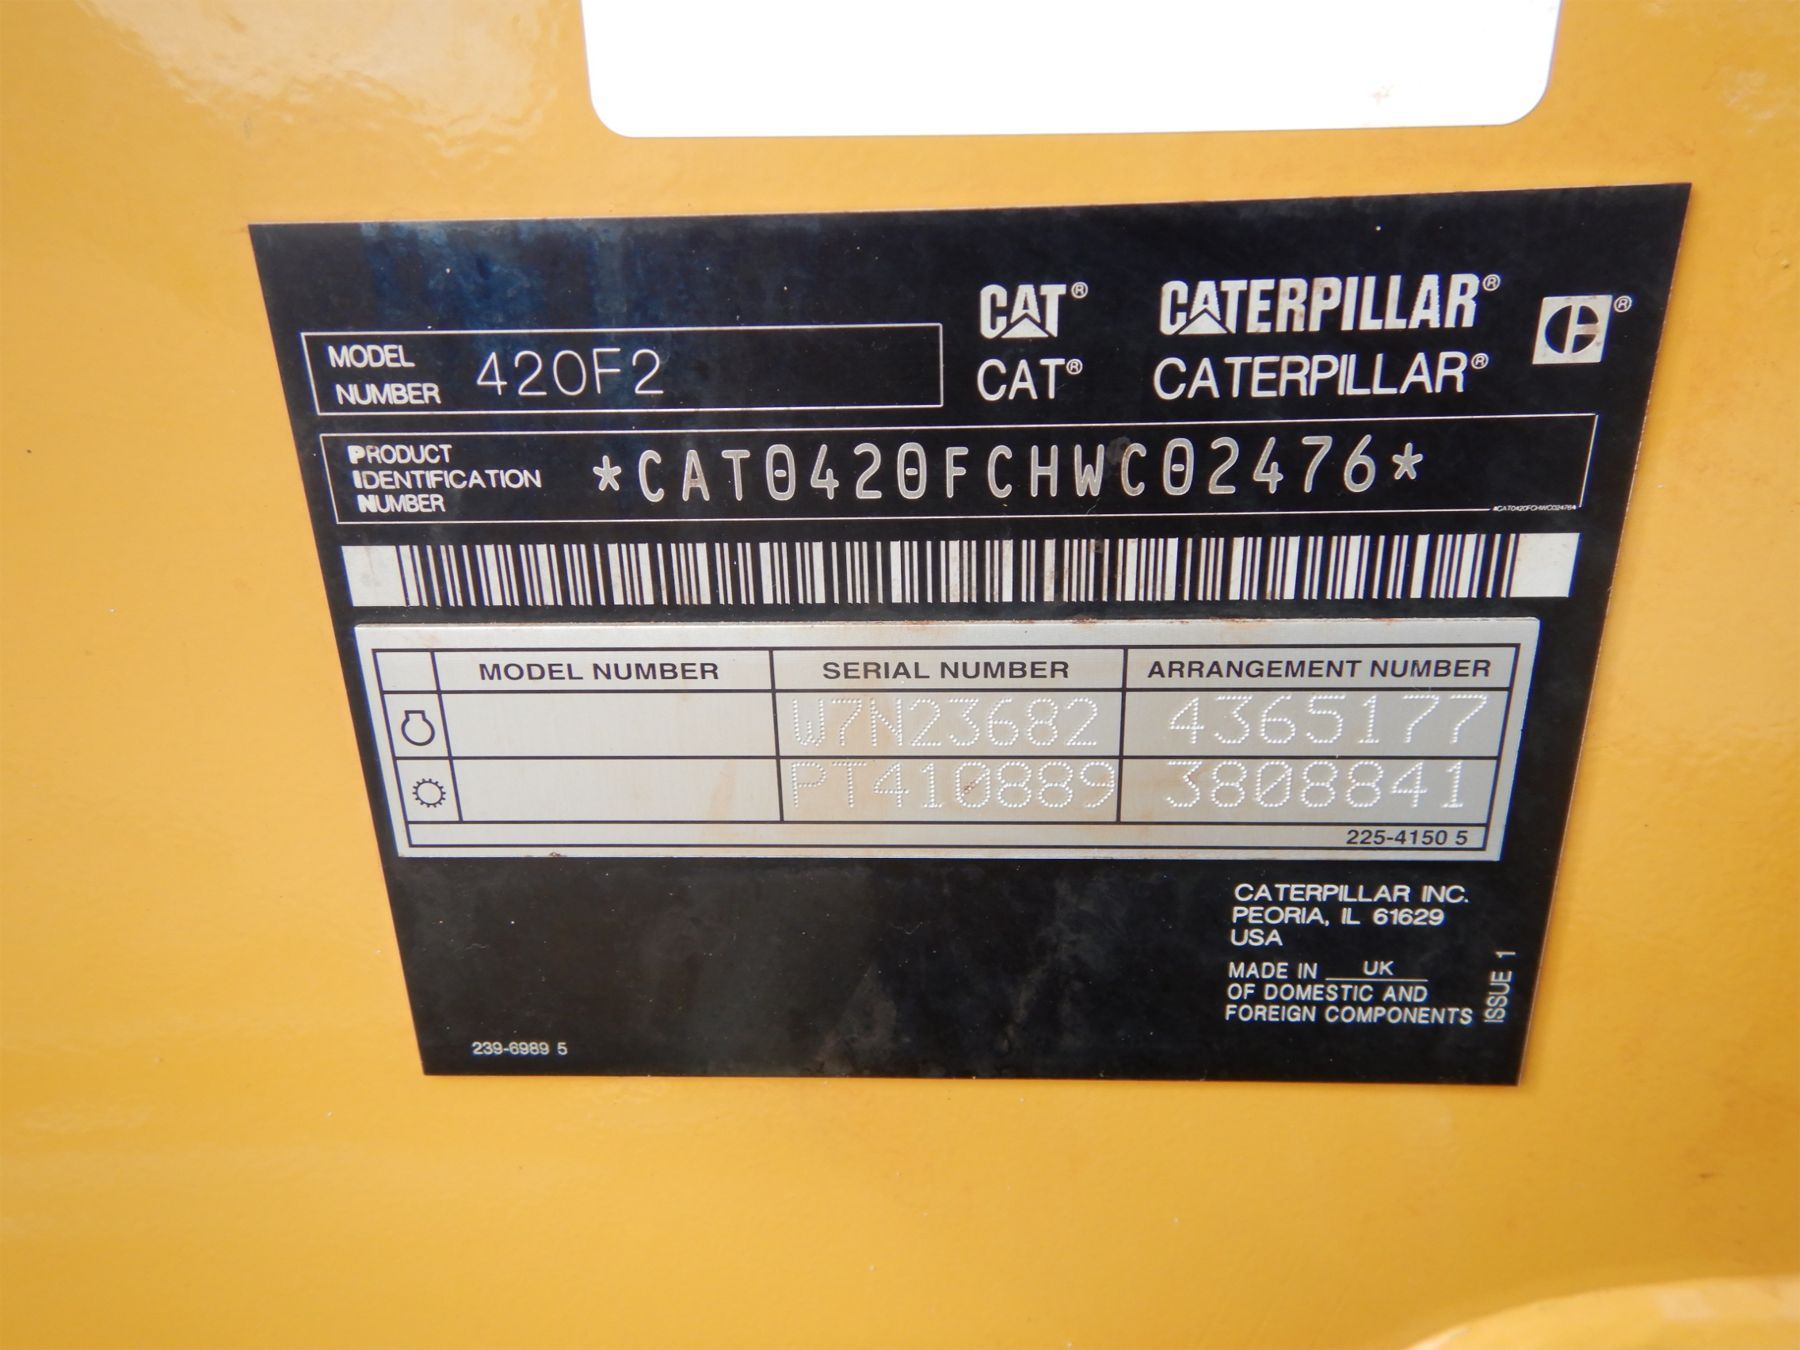 CAT® CATERPILLAR® ®
CAT® CATERPILLAR®
MODEL
NUMBER 420F2
PRODUCT
IDENTIFICATION
NUMBER
*CAT0420FCHWC02476*
*CAT0420FCHWC02476*
MODEL NUMBER SERIAL NUMBER ARRANGEMENT NUMBER
W7N23682 4365177
PT410889 3808841
225-4150 5
CATERPILLAR INC.
PEORIA, IL 61629
USA
MADE IN UK
OF DOMESTIC AND
FOREIGN COMPONENTS
ISSUE 1
239-6989 5